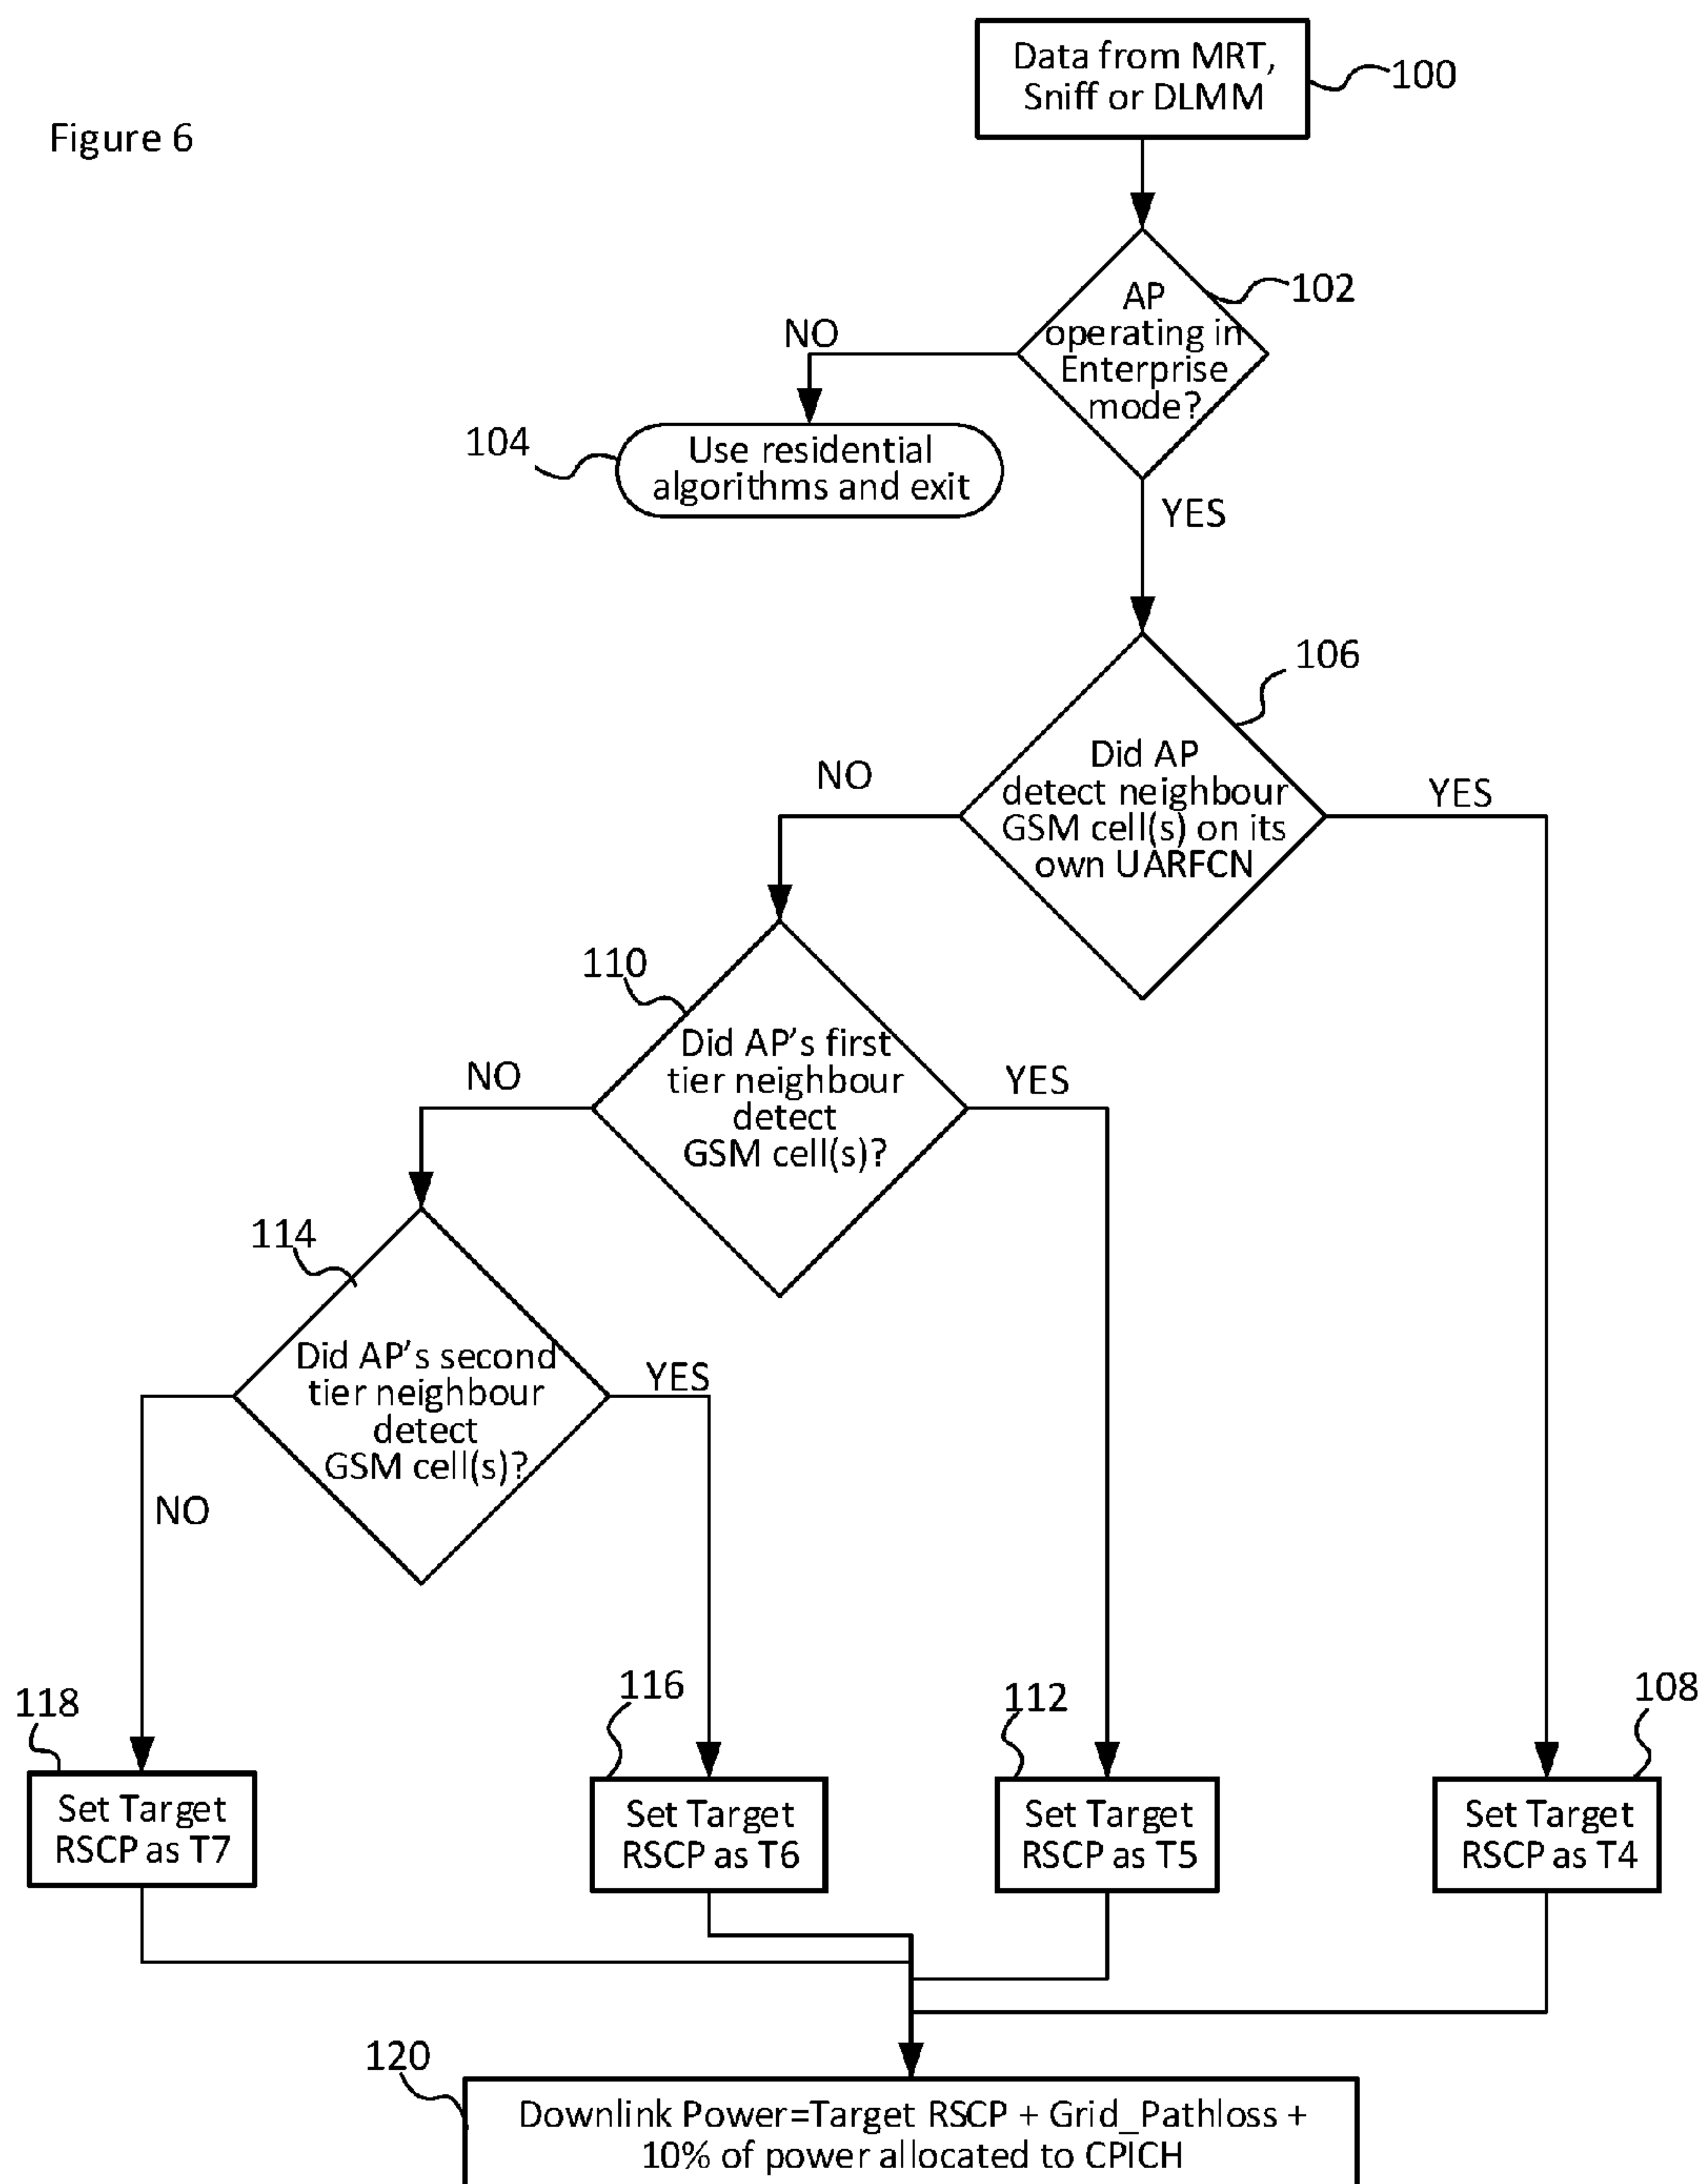 Figure 6
Data from MRT,
Sniff or DLMM
100
AP
operating in
Enterprise
mode?
102
NO
104
Use residential
algorithms and exit
YES
106
Did AP
detect neighbour
GSM cell(s) on its
own UARFCN
NO
YES
110
Did AP's first
tier neighbour
detect
GSM cell(s)?
NO
YES
114
Did AP's second
tier neighbour
detect
GSM cell(s)?
YES
NO
118
116
112
108
Set Target
RSCP as T7
Set Target
RSCP as T6
Set Target
RSCP as T5
Set Target
RSCP as T4
120
Downlink Power=Target RSCP + Grid_Pathloss +
10% of power allocated to CPICH